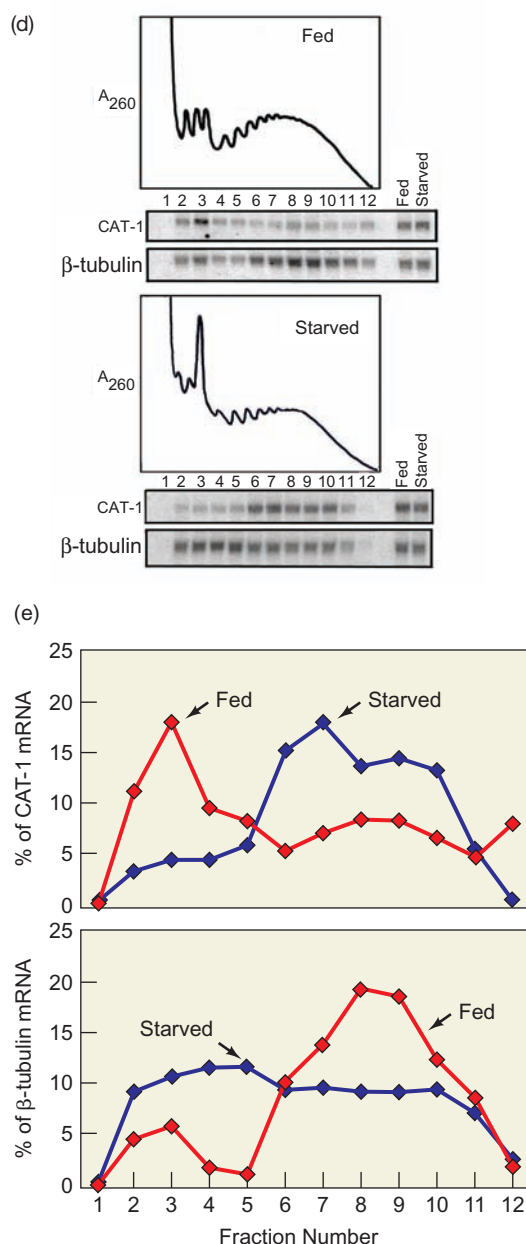 (d)
Fed
A260
1 2 3 4 5 6 7 8 9 10 11 12 Fed Starved
CAT-1
β-tubulin
Starved
A260
1 2 3 4 5 6 7 8 9 10 11 12 Fed Starved
CAT-1
β-tubulin
(e)
25
20
15
10
5
0
% of CAT-1 mRNA
Fed
Starved
25
20
15
10
5
0
% of β-tubulin mRNA
Starved
Fed
1 2 3 4 5 6 7 8 9 10 11 12
Fraction Number